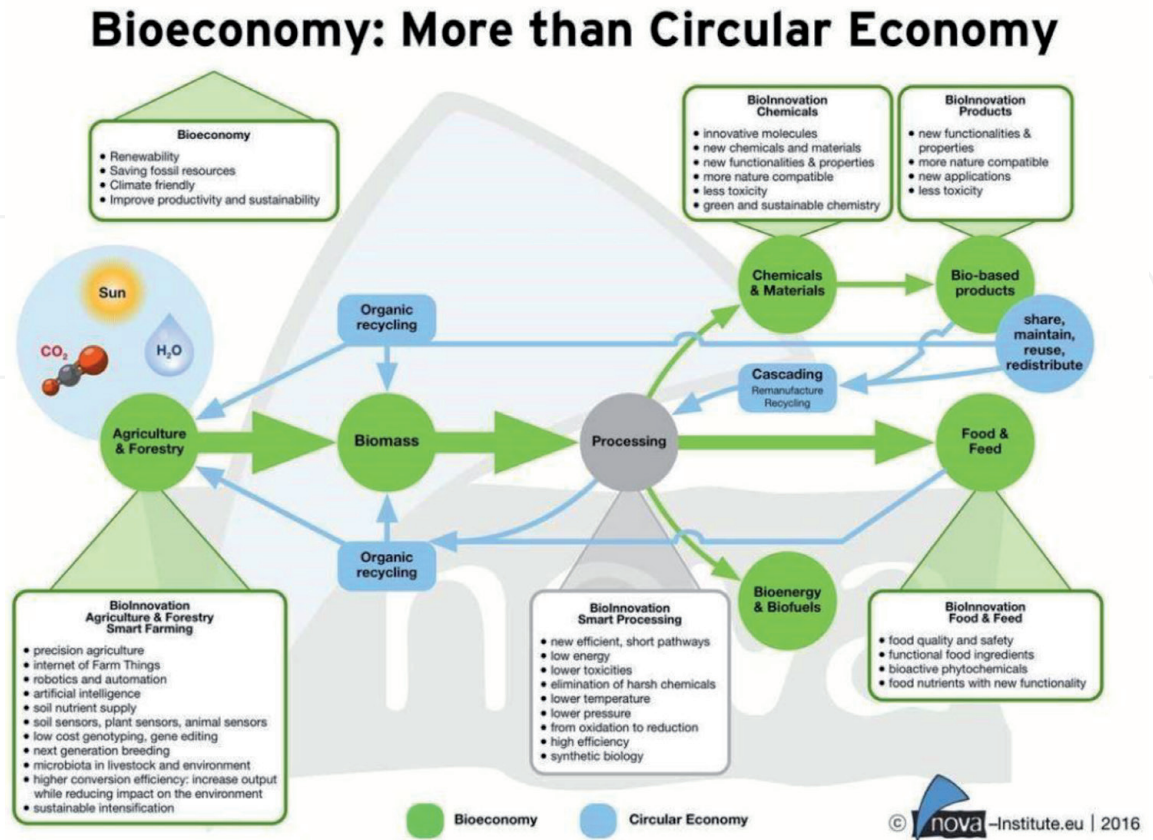 Bioeconomy: More than Circular Economy
Bioeconomy
• Renewability
• Saving fossil resources
• Climate friendly
• Improve productivity and sustainability
BioInnovation
Chemicals
• innovative molecules
• new chemicals and materials
• new functionalities & properties
• more nature compatible
• less toxicity
• green and sustainable chemistry
BioInnovation
Products
• new functionalities &
properties
• more nature compatible
• new applications
• less toxicity
Sun
CO₂
H₂O
Organic
recycling
Chemicals
& Materials
Bio-based
products
share,
maintain,
reuse,
redistribute
Cascading
Remanufacture
Recycling
Agriculture
& Forestry
Biomass
Processing
Food &
Feed
Organic
recycling
Bioenergy
& Biofuels
BioInnovation
Agriculture & Forestry
Smart Farming
• precision agriculture
• internet of Farm Things
• robotics and automation
• artificial intelligence
• soil nutrient supply
• soil sensors, plant sensors, animal sensors
• low cost genotyping, gene editing
• next generation breeding
• microbiota in livestock and environment
• higher conversion efficiency: increase output
while reducing impact on the environment
• sustainable intensification
BioInnovation
Smart Processing
• new efficient, short pathways
• low energy
• lower toxicities
• elimination of harsh chemicals
• lower temperature
• lower pressure
• from oxidation to reduction
• high efficiency
• synthetic biology
BioInnovation
Food & Feed
• food quality and safety
• functional food ingredients
• bioactive phytochemicals
• food nutrients with new functionality
nova
Bioeconomy
Circular Economy
© nova-Institute.eu | 2016